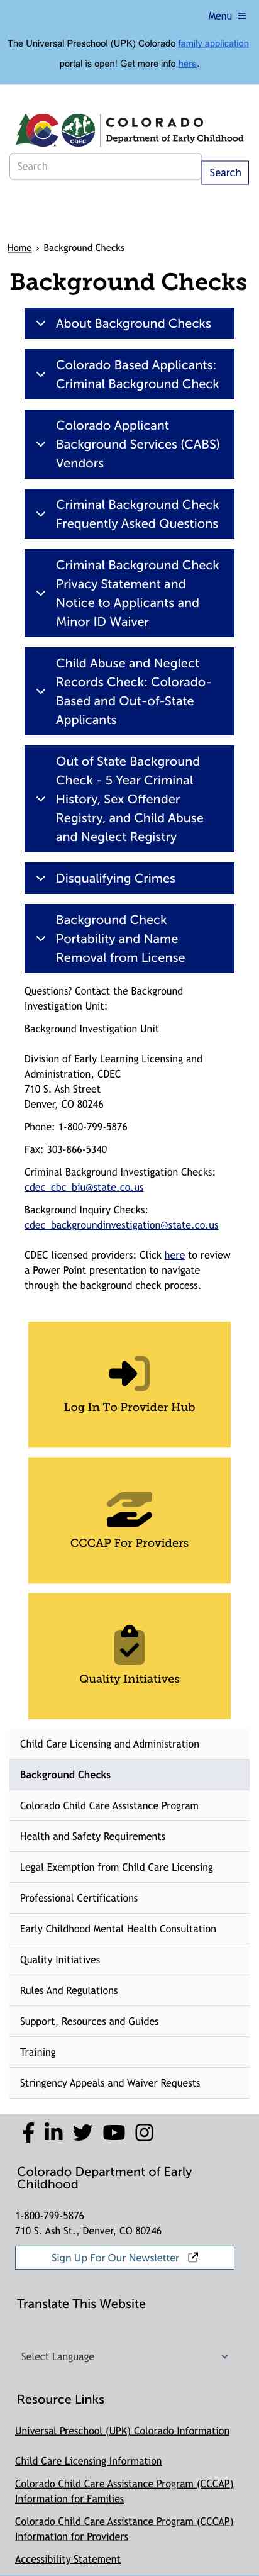 Menu
The Universal Preschool (UPK) Colorado family application
portal is open! Get more info here.
C
CDEC
COLORADO
Department of Early Childhood
Search
Search
Home › Background Checks
Background Checks
About Background Checks
Colorado Based Applicants:
Criminal Background Check
Colorado Applicant
Background Services (CABS)
Vendors
Criminal Background Check
Frequently Asked Questions
Criminal Background Check
Privacy Statement and
Notice to Applicants and
Minor ID Waiver
Child Abuse and Neglect
Records Check: Colorado-
Based and Out-of-State
Applicants
Out of State Background
Check - 5 Year Criminal
History, Sex Offender
Registry, and Child Abuse
and Neglect Registry
Disqualifying Crimes
Background Check
Portability and Name
Removal from License
Questions? Contact the Background
Investigation Unit:
Background Investigation Unit
Division of Early Learning Licensing and
Administration, CDEC
710 S. Ash Street
Denver, CO 80246
Phone: 1-800-799-5876
Fax: 303-866-5340
Criminal Background Investigation Checks:
cdec_cbc_biu@state.co.us
Background Inquiry Checks:
cdec_backgroundinvestigation@state.co.us
CDEC licensed providers: Click here to review
a Power Point presentation to navigate
through the background check process.
Log In To Provider Hub
CCCAP For Providers
Quality Initiatives
Child Care Licensing and Administration
Background Checks
Colorado Child Care Assistance Program
Health and Safety Requirements
Legal Exemption from Child Care Licensing
Professional Certifications
Early Childhood Mental Health Consultation
Quality Initiatives
Rules And Regulations
Support, Resources and Guides
Training
Stringency Appeals and Waiver Requests
Colorado Department of Early
Childhood
1-800-799-5876
710 S. Ash St., Denver, CO 80246
Sign Up For Our Newsletter
Translate This Website
Select Language
Resource Links
Universal Preschool (UPK) Colorado Information
Child Care Licensing Information
Colorado Child Care Assistance Program (CCCAP)
Information for Families
Colorado Child Care Assistance Program (CCCAP)
Information for Providers
Accessibility Statement